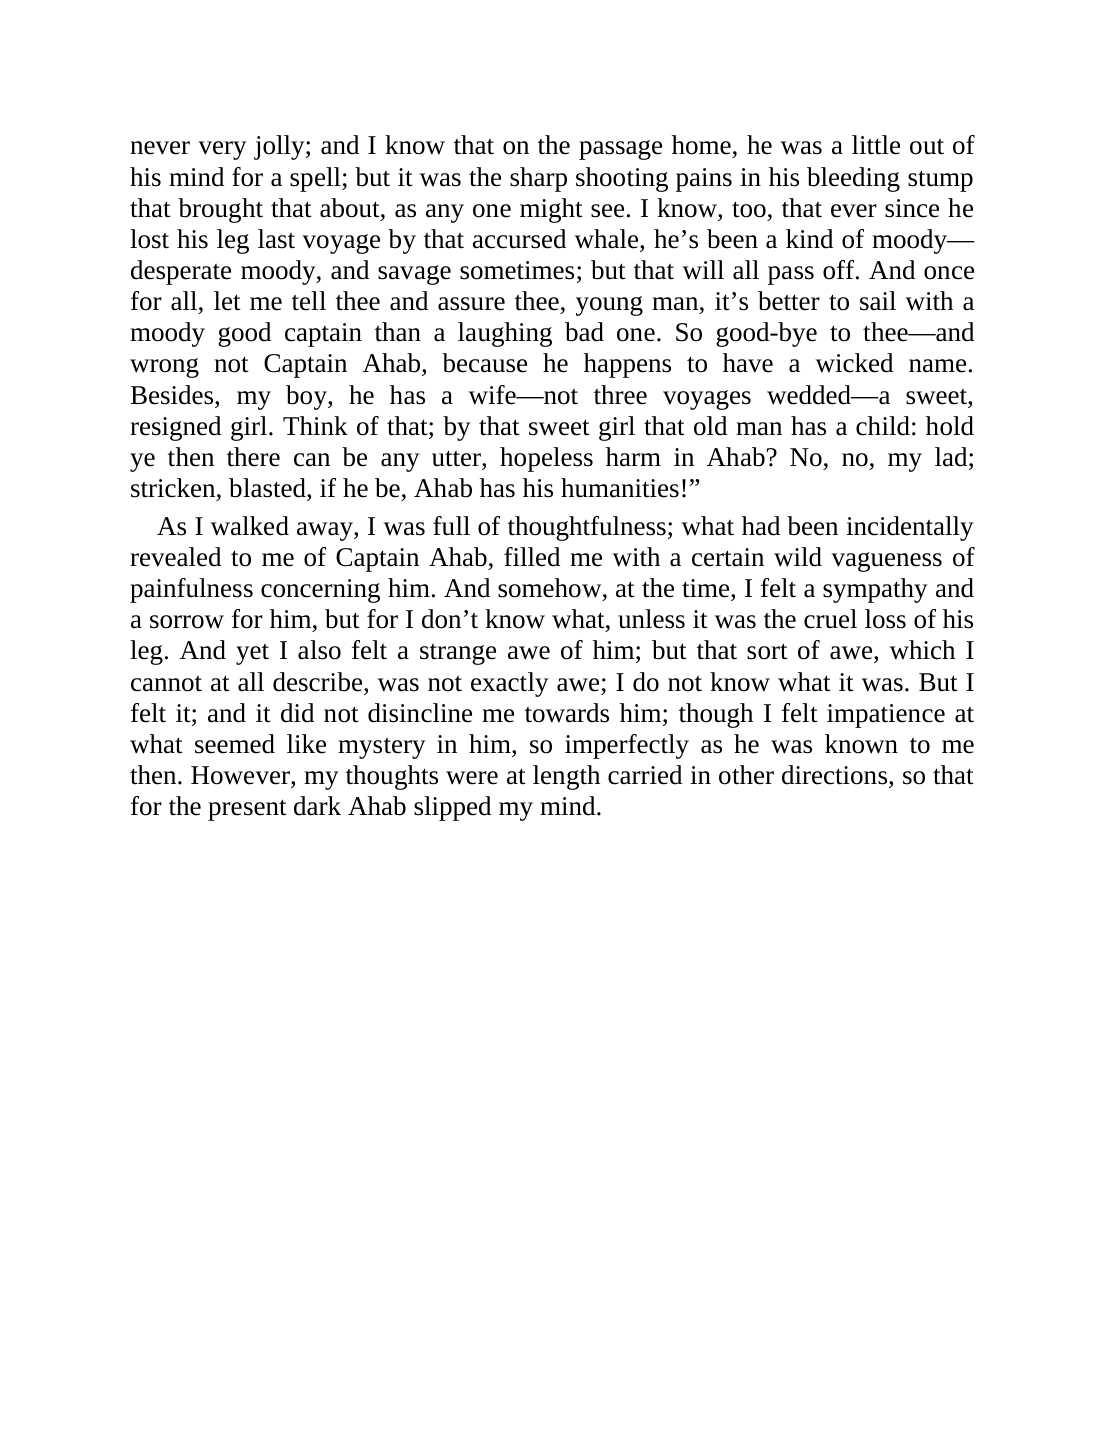 never very jolly; and I know that on the passage home, he was a little out of
his mind for a spell; but it was the sharp shooting pains in his bleeding stump
that brought that about, as any one might see. I know, too, that ever since he
lost his leg last voyage by that accursed whale, he’s been a kind of moody—
desperate moody, and savage sometimes; but that will all pass off. And once
for all, let me tell thee and assure thee, young man, it’s better to sail with a
moody good captain than a laughing bad one. So good-bye to thee—and
wrong not Captain Ahab, because he happens to have a wicked name.
Besides, my boy, he has a wife—not three voyages wedded—a sweet,
resigned girl. Think of that; by that sweet girl that old man has a child: hold
ye then there can be any utter, hopeless harm in Ahab? No, no, my lad;
stricken, blasted, if he be, Ahab has his humanities!”
As I walked away, I was full of thoughtfulness; what had been incidentally
revealed to me of Captain Ahab, filled me with a certain wild vagueness of
painfulness concerning him. And somehow, at the time, I felt a sympathy and
a sorrow for him, but for I don’t know what, unless it was the cruel loss of his
leg. And yet I also felt a strange awe of him; but that sort of awe, which I
cannot at all describe, was not exactly awe; I do not know what it was. But I
felt it; and it did not disincline me towards him; though I felt impatience at
what seemed like mystery in him, so imperfectly as he was known to me
then. However, my thoughts were at length carried in other directions, so that
for the present dark Ahab slipped my mind.